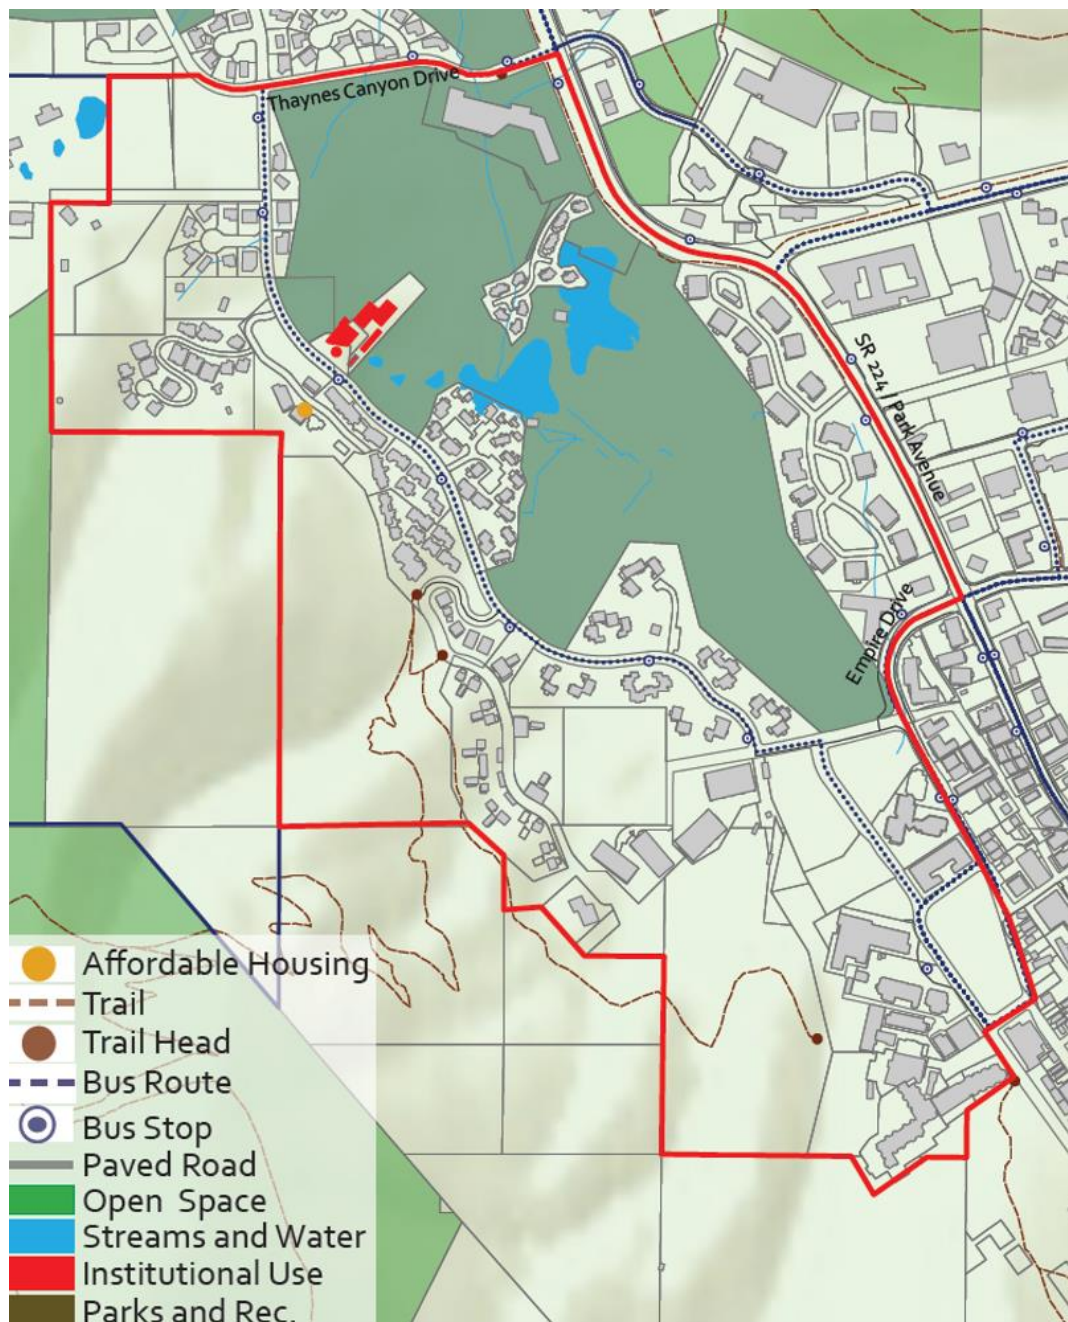 Thaynes Canyon Drive
SR 224 / Park Avenue
Empire Drive
Affordable Housing
Trail
Trail Head
Bus Route
Bus Stop
Paved Road
Open Space
Streams and Water
Institutional Use
Parks and Rec.